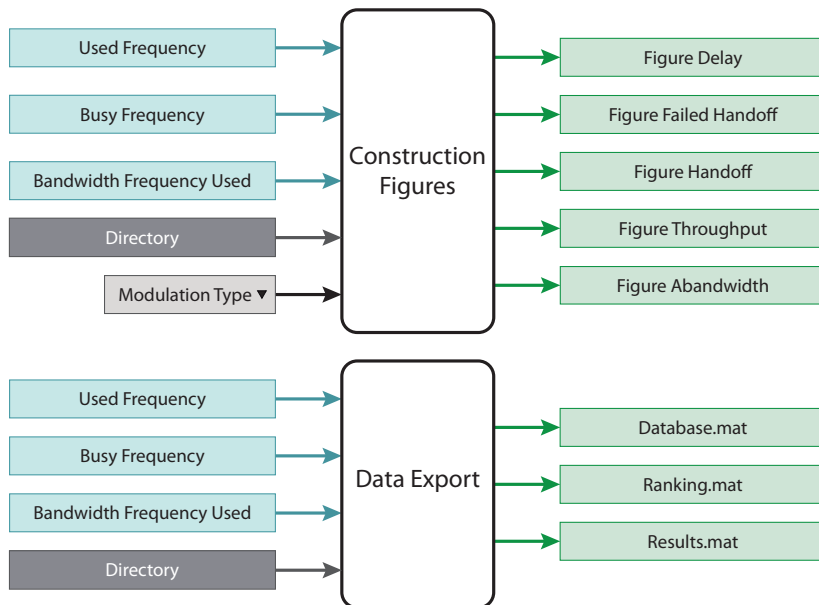 Used Frequency
Busy Frequency
Bandwidth Frequency Used
Directory
Modulation Type
Construction
Figures
Figure Delay
Figure Failed Handoff
Figure Handoff
Figure Throughput
Figure Abandwidth
Used Frequency
Busy Frequency
Bandwidth Frequency Used
Directory
Data Export
Database.mat
Ranking.mat
Results.mat